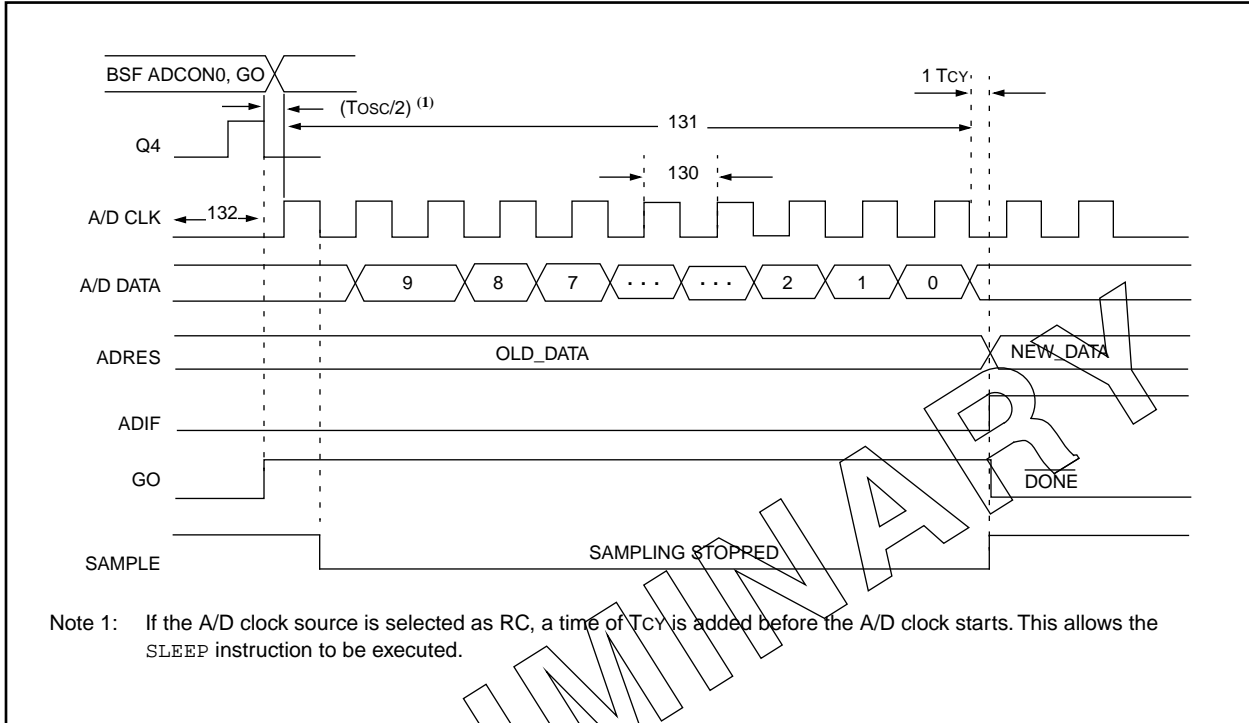 BSF ADCON0, GO
1 TCY
(TOSC/2) (1)
131
Q4
130
A/D CLK
132
A/D DATA
9 8 7 . . . . . . 2 1 0
ADRES
OLD_DATA
NEW_DATA
ADIF
GO
DONE
SAMPLE
SAMPLING STOPPED
Note 1: If the A/D clock source is selected as RC, a time of TCY is added before the A/D clock starts. This allows the
SLEEP instruction to be executed.
IMINARY